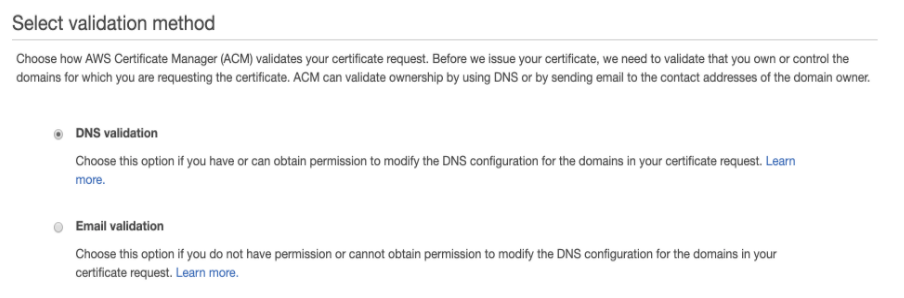 Select validation method
Choose how AWS Certificate Manager (ACM) validates your certificate request. Before we issue your certificate, we need to validate that you own or control the
domains for which you are requesting the certificate. ACM can validate ownership by using DNS or by sending email to the contact addresses of the domain owner.
DNS validation
Choose this option if you have or can obtain permission to modify the DNS configuration for the domains in your certificate request. Learn
more.
Email validation
Choose this option if you do not have permission or cannot obtain permission to modify the DNS configuration for the domains in your
certificate request. Learn more.